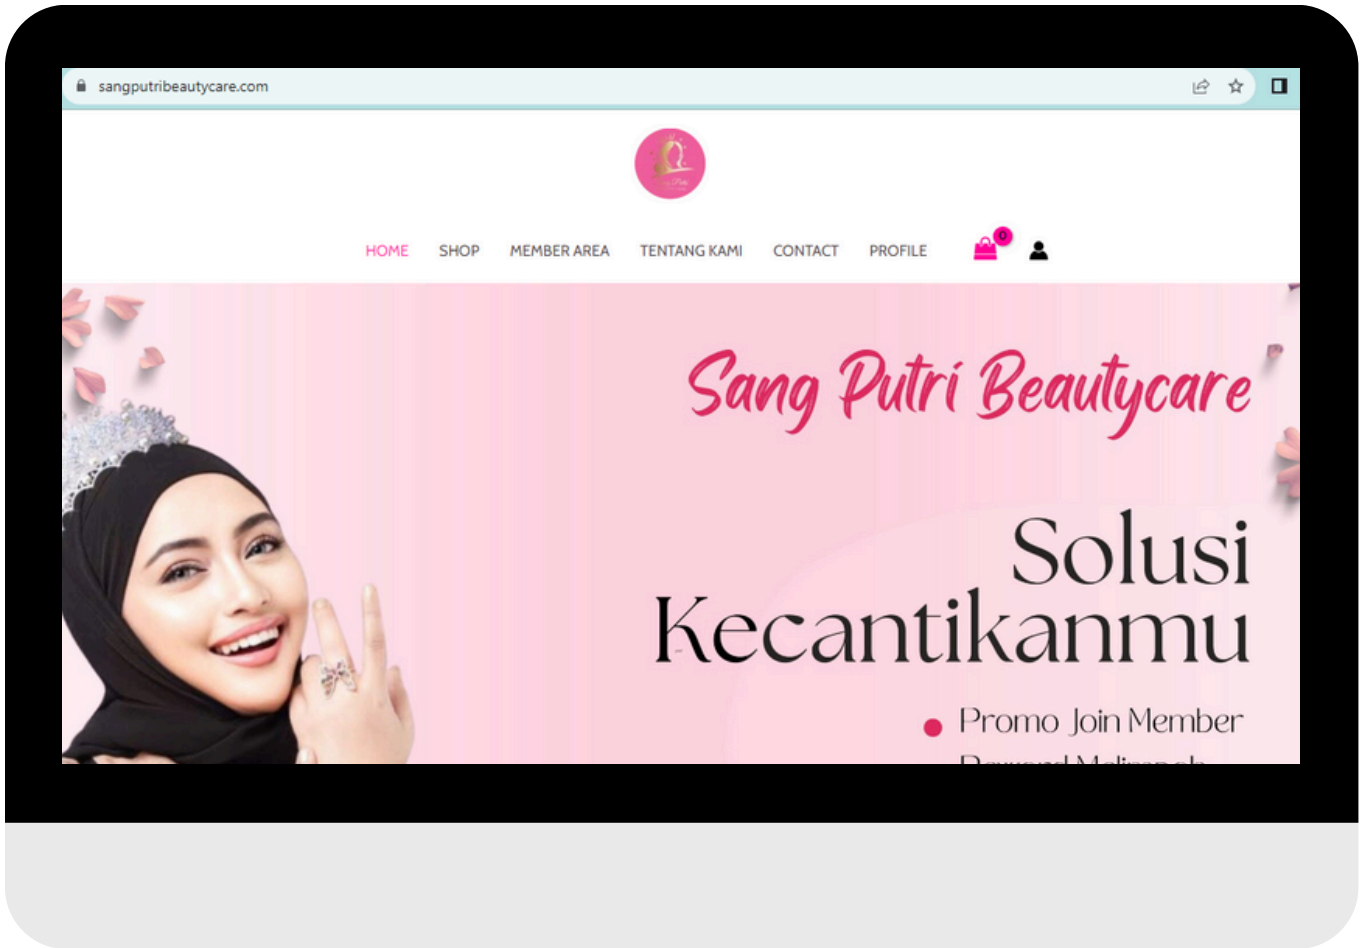 sangputribeautycare.com
HOME SHOP MEMBER AREA TENTANG KAMI CONTACT PROFILE 0
Sang Putri Beautycare
Solusi
Kecantikanmu
Promo Join Member